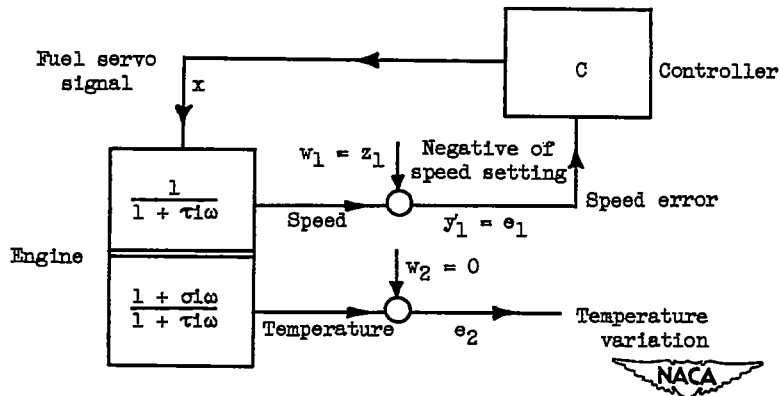 Fuel servo
signal
x
C
Controller
w₁ = z₁
Negative of
speed setting
1
1 + τiω
Speed
y₁ = e₁
Speed error
Engine
w₂ = 0
1 + σiω
1 + τiω
Temperature
e₂
Temperature
variation
NACA